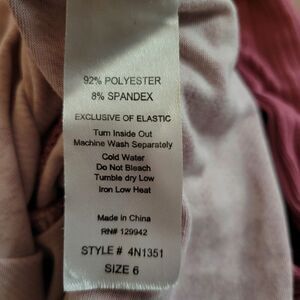 92% POLYESTER
8% SPANDEX
EXCLUSIVE OF ELASTIC
Turn Inside Out
Machine Wash Separately
Cold Water
Do Not Bleach
Tumble dry Low
Iron Low Heat
Made in China
RN# 129942
STYLE # 4N1351
SIZE 6